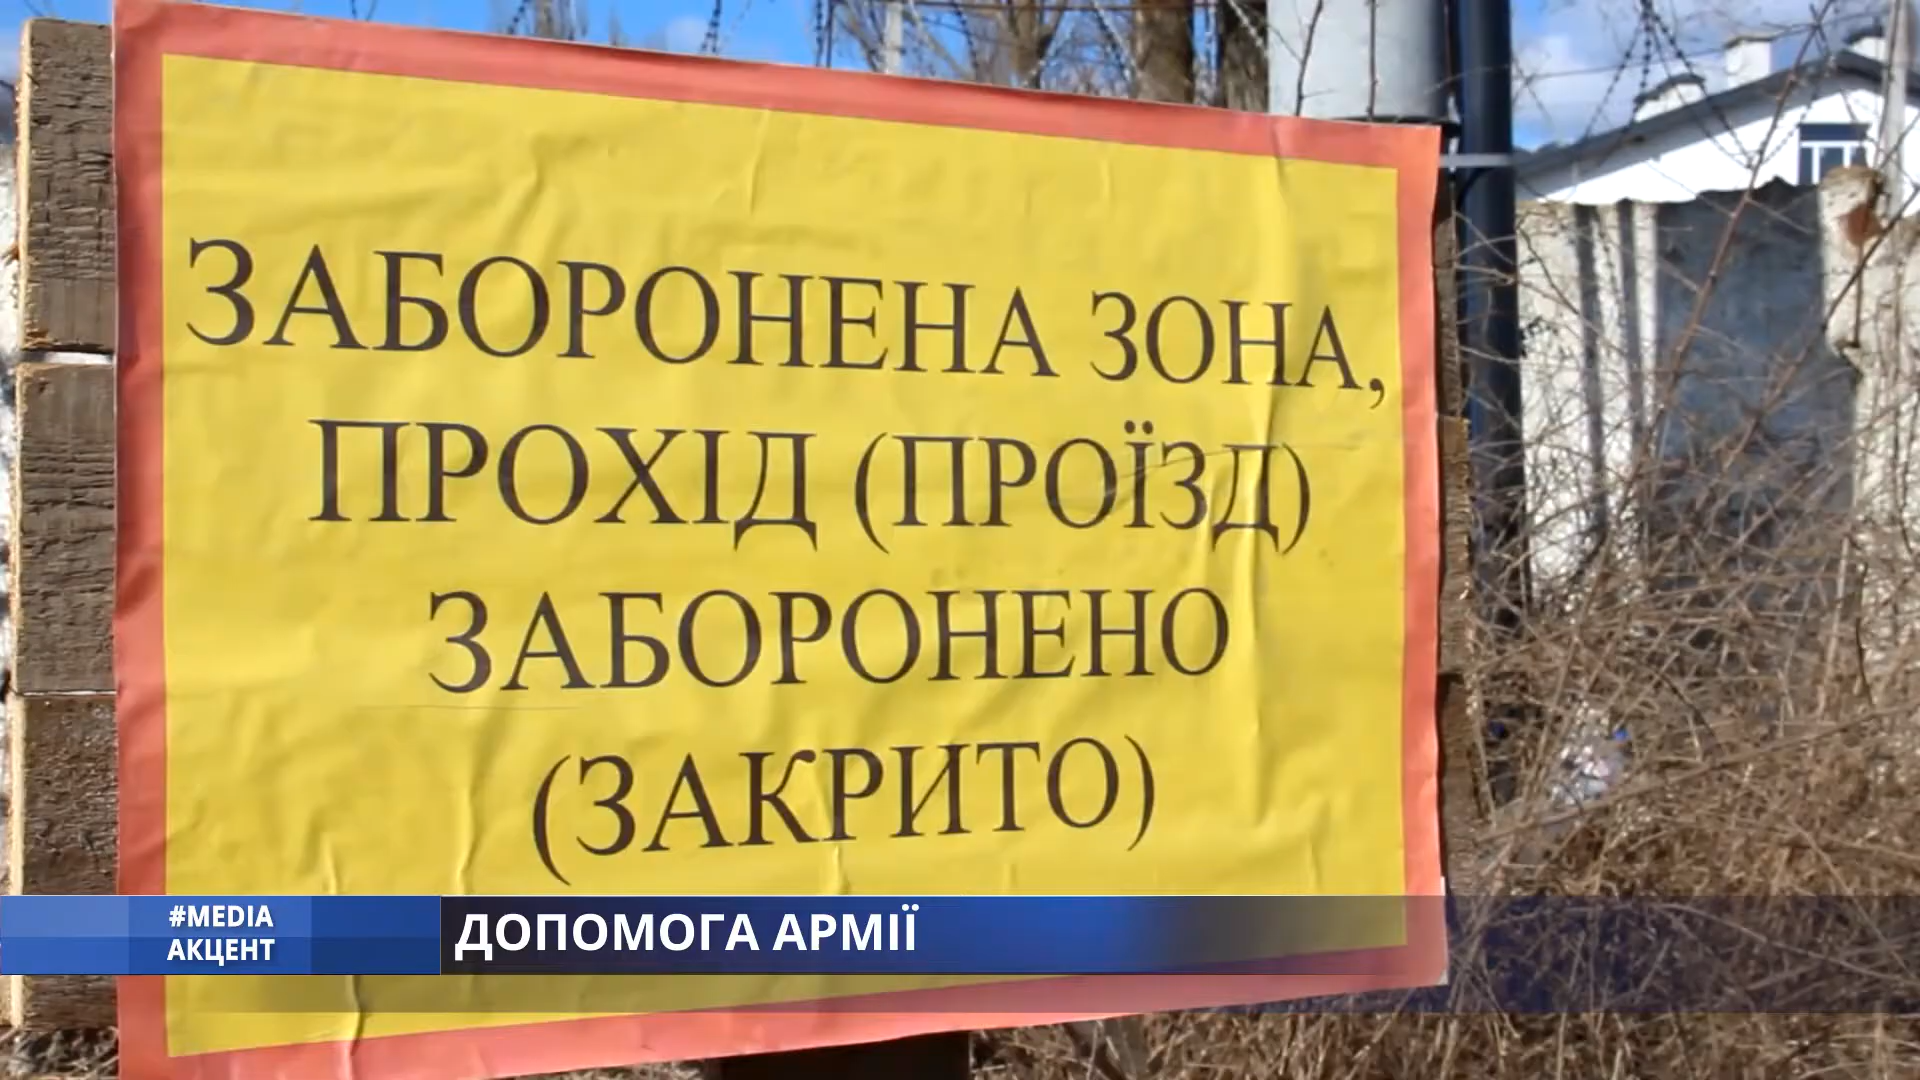 ЗАБОРОНЕНА ЗОНА,
ПРОХІД (ПРОЇЗД)
ЗАБОРОНЕНО
(ЗАКРИТО)
#MEDIA
АКЦЕНТ
ДОПОМОГА АРМІЇ